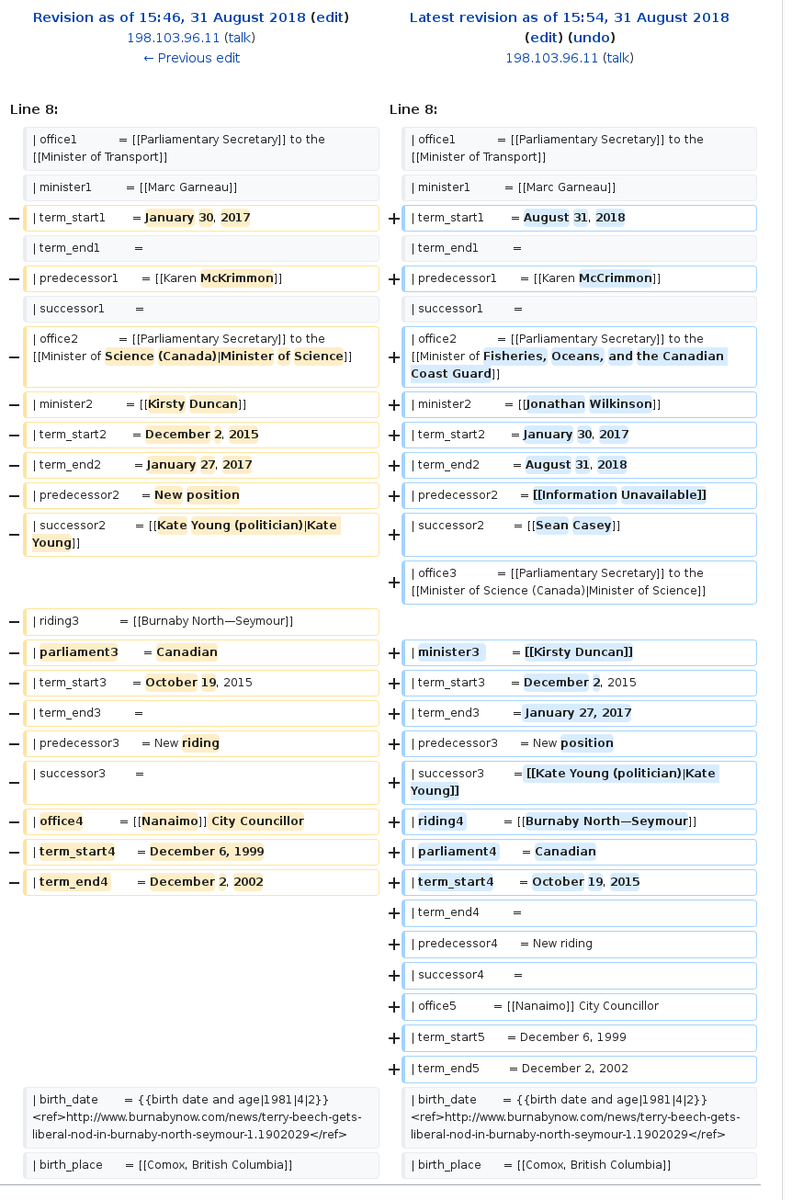 Revision as of 15:46, 31 August 2018 (edit)
198.103.96.11 (talk)
← Previous edit
Latest revision as of 15:54, 31 August 2018
(edit) (undo)
198.103.96.11 (talk)
Line 8:
Line 8:
| office1 = [[Parliamentary Secretary]] to the
[[Minister of Transport]]
| office1 = [[Parliamentary Secretary]] to the
[[Minister of Transport]]
| minister1 = [[Marc Garneau]]
| minister1 = [[Marc Garneau]]
− | term_start1 = January 30, 2017
+ | term_start1 = August 31, 2018
| term_end1 =
| term_end1 =
− | predecessor1 = [[Karen McKrimmon]]
+ | predecessor1 = [[Karen McCrimmon]]
| successor1 =
| successor1 =
− | office2 = [[Parliamentary Secretary]] to the
[[Minister of Science (Canada)|Minister of Science]]
+ | office2 = [[Parliamentary Secretary]] to the
[[Minister of Fisheries, Oceans, and the Canadian
Coast Guard]]
− | minister2 = [[Kirsty Duncan]]
+ | minister2 = [[Jonathan Wilkinson]]
− | term_start2 = December 2, 2015
+ | term_start2 = January 30, 2017
− | term_end2 = January 27, 2017
+ | term_end2 = August 31, 2018
− | predecessor2 = New position
+ | predecessor2 = [[Information Unavailable]]
− | successor2 = [[Kate Young (politician)|Kate
Young]]
+ | successor2 = [[Sean Casey]]
+ | office3 = [[Parliamentary Secretary]] to the
[[Minister of Science (Canada)|Minister of Science]]
− | riding3 = [[Burnaby North—Seymour]]
− | parliament3 = Canadian
+ | minister3 = [[Kirsty Duncan]]
− | term_start3 = October 19, 2015
+ | term_start3 = December 2, 2015
− | term_end3 =
+ | term_end3 = January 27, 2017
− | predecessor3 = New riding
+ | predecessor3 = New position
− | successor3 =
+ | successor3 = [[Kate Young (politician)|Kate
Young]]
− | office4 = [[Nanaimo]] City Councillor
+ | riding4 = [[Burnaby North—Seymour]]
− | term_start4 = December 6, 1999
+ | parliament4 = Canadian
− | term_end4 = December 2, 2002
+ | term_start4 = October 19, 2015
+ | term_end4 =
+ | predecessor4 = New riding
+ | successor4 =
+ | office5 = [[Nanaimo]] City Councillor
+ | term_start5 = December 6, 1999
+ | term_end5 = December 2, 2002
| birth_date = {{birth date and age|1981|4|2}}
<ref>http://www.burnabynow.com/news/terry-beech-gets-
liberal-nod-in-burnaby-north-seymour-1.1902029</ref>
| birth_date = {{birth date and age|1981|4|2}}
<ref>http://www.burnabynow.com/news/terry-beech-gets-
liberal-nod-in-burnaby-north-seymour-1.1902029</ref>
| birth_place = [[Comox, British Columbia]]
| birth_place = [[Comox, British Columbia]]